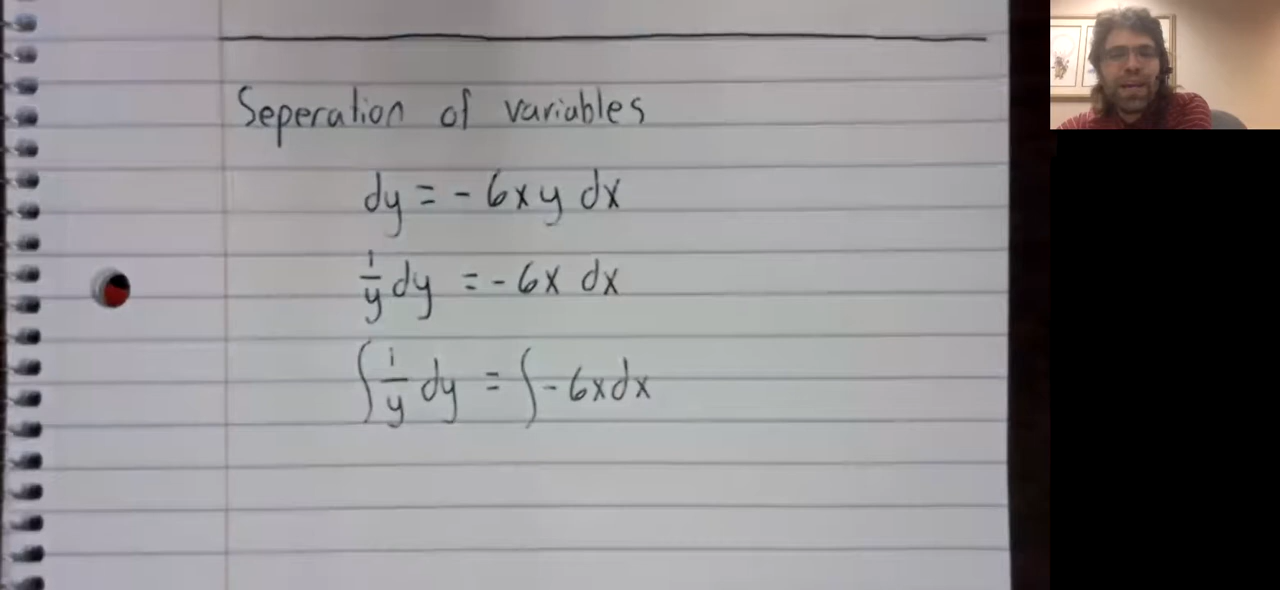 Seperation of variables
dy = - 6xy dx
1/y dy = - 6x dx
∫ 1/y dy = ∫ - 6x dx